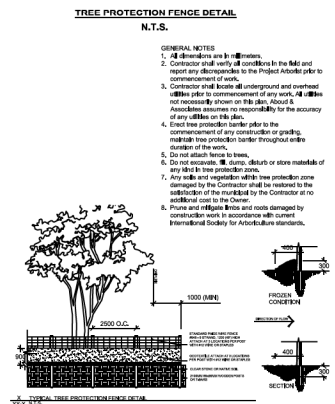 TREE PROTECTION FENCE DETAIL
N.T.S.
GENERAL NOTES
1. All dimensions are in millimeters.
2. Contractor shall verify all conditions in the field and
report any discrepancies to the Project Arborist prior to
commencement of work.
3. Contractor shall locate all underground and overhead
utilities prior to commencement of any work. All utilities
not necessarily shown on this plan, Aboud &
Associates assumes no responsibility for the accuracy
of any utilities on this plan.
4. Erect tree protection barrier prior to the
commencement of any construction or grading,
maintain tree protection barrier throughout entire
duration of the work.
5. Do not attach fence to trees.
6. Do not excavate, fill, dump, disturb or store materials of
any kind in tree protection zone.
7. Any soils and vegetation within tree protection zone
damaged by the Contractor shall be restored to the
satisfaction of the municipal by the Contractor at no
additional cost to the Owner.
8. Prune and mitigate limbs and roots damaged by
construction work in accordance with current
International Society for Arboriculture standards.
400
300
FROZEN
CONDITION
1000 (MIN)
2500 O.C.
DIRECTION OF FLOW
900
400
300
SECTION
X TYPICAL TREE PROTECTION FENCE DETAIL
N.T.S.